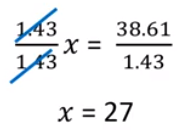 1.43/1.43 x = 38.61/1.43
x = 27